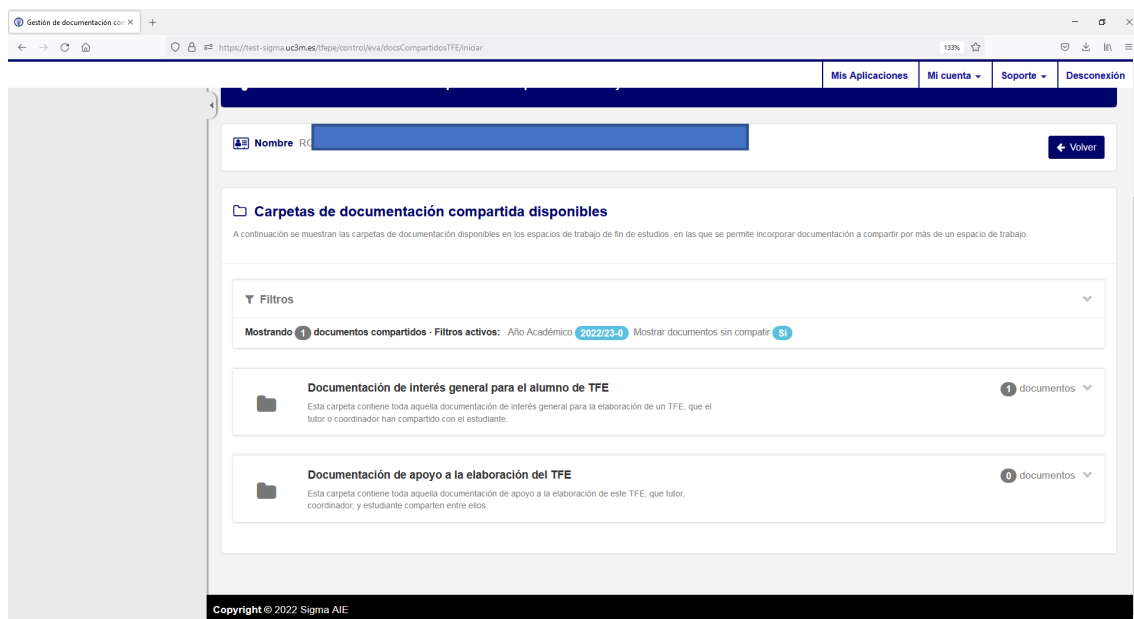 Gestión de documentación con
https://test-sigma.uc3m.es/tfepe/control/eva/docsCompartidosTFE/iniciar
133%
Mis Aplicaciones Mi cuenta Soporte Desconexión
Nombre
Volver
Carpetas de documentación compartida disponibles
A continuación se muestran las carpetas de documentación disponibles en los espacios de trabajo de fin de estudios, en las que se permite incorporar documentación a compartir por más de un espacio de trabajo.
Filtros
Mostrando 1 documentos compartidos · Filtros activos: Año Académico 2022/23-0 Mostrar documentos sin compatir Sí
Documentación de interés general para el alumno de TFE
1 documentos
Esta carpeta contiene toda aquella documentación de interés general para la elaboración de un TFE, que el
tutor o coordinador han compartido con el estudiante.
Documentación de apoyo a la elaboración del TFE
0 documentos
Esta carpeta contiene toda aquella documentación de apoyo a la elaboración de este TFE, que tutor,
coordinador, y estudiante comparten entre ellos.
Copyright © 2022 Sigma AIE